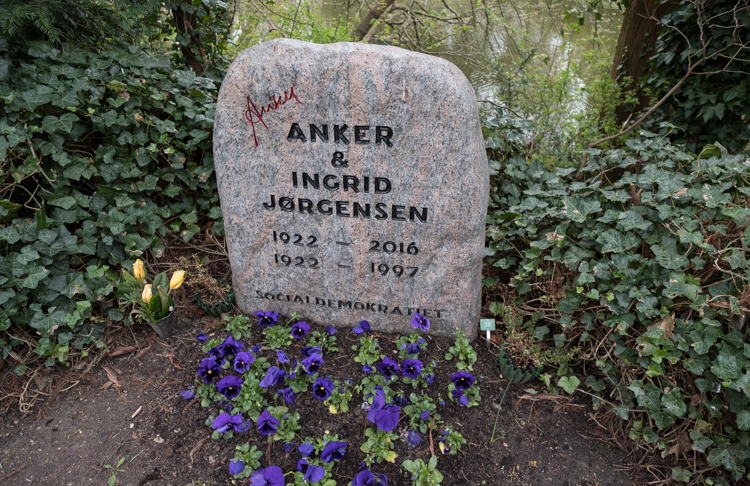 Anker
ANKER
&
INGRID
JØRGENSEN
1922 — 2016
1922 — 1997
SOCIALDEMOKRATIET